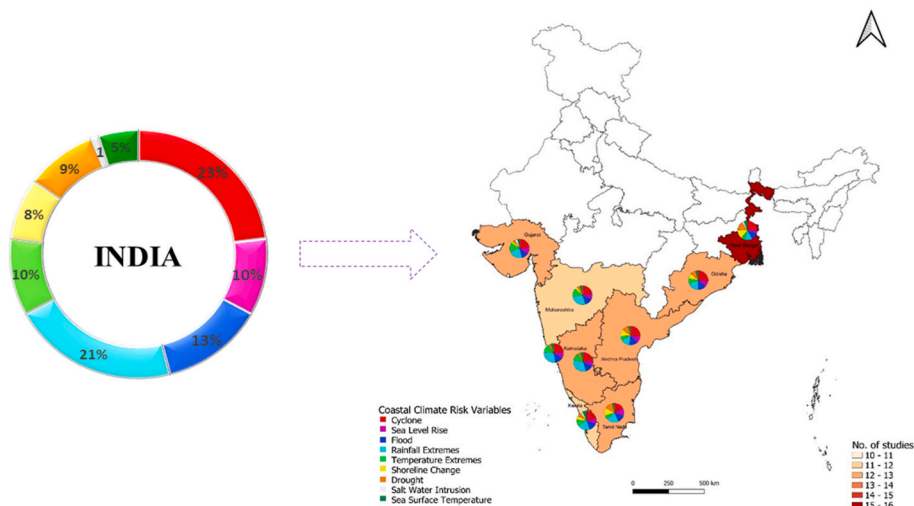 23%
10%
13%
21%
10%
8%
9%
1
5%
INDIA
Gujarat
Maharashtra
Odisha
Karnataka
Andhra Pradesh
Kerala
Tamil Nadu
Coastal Climate Risk Variables
Cyclone
Sea Level Rise
Flood
Rainfall Extremes
Temperature Extremes
Shoreline Change
Drought
Salt Water Intrusion
Sea Surface Temperature
0 250 500 km
No. of studies
10 - 11
11 - 12
12 - 13
13 - 14
14 - 15
15 - 16